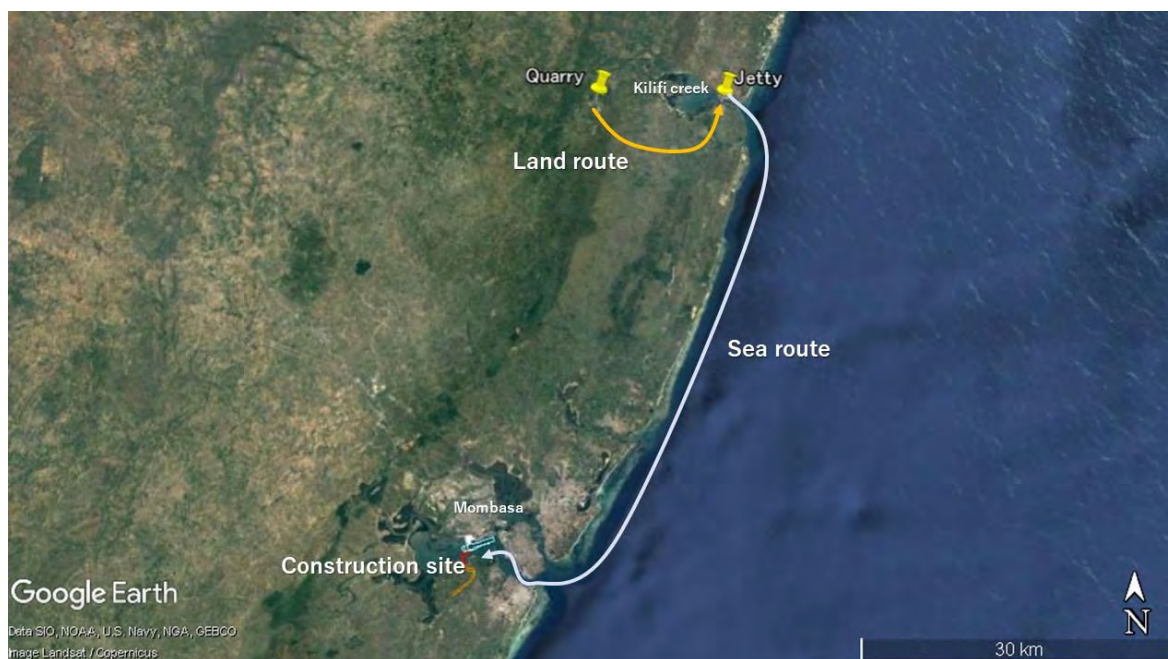 Quarry
Kilifi creek
Jetty
Land route
Sea route
Mombasa
Construction site
Google Earth
Data SIO, NOAA, U.S. Navy, NGA, GEBCO
Image Landsat / Copernicus
N
30 km